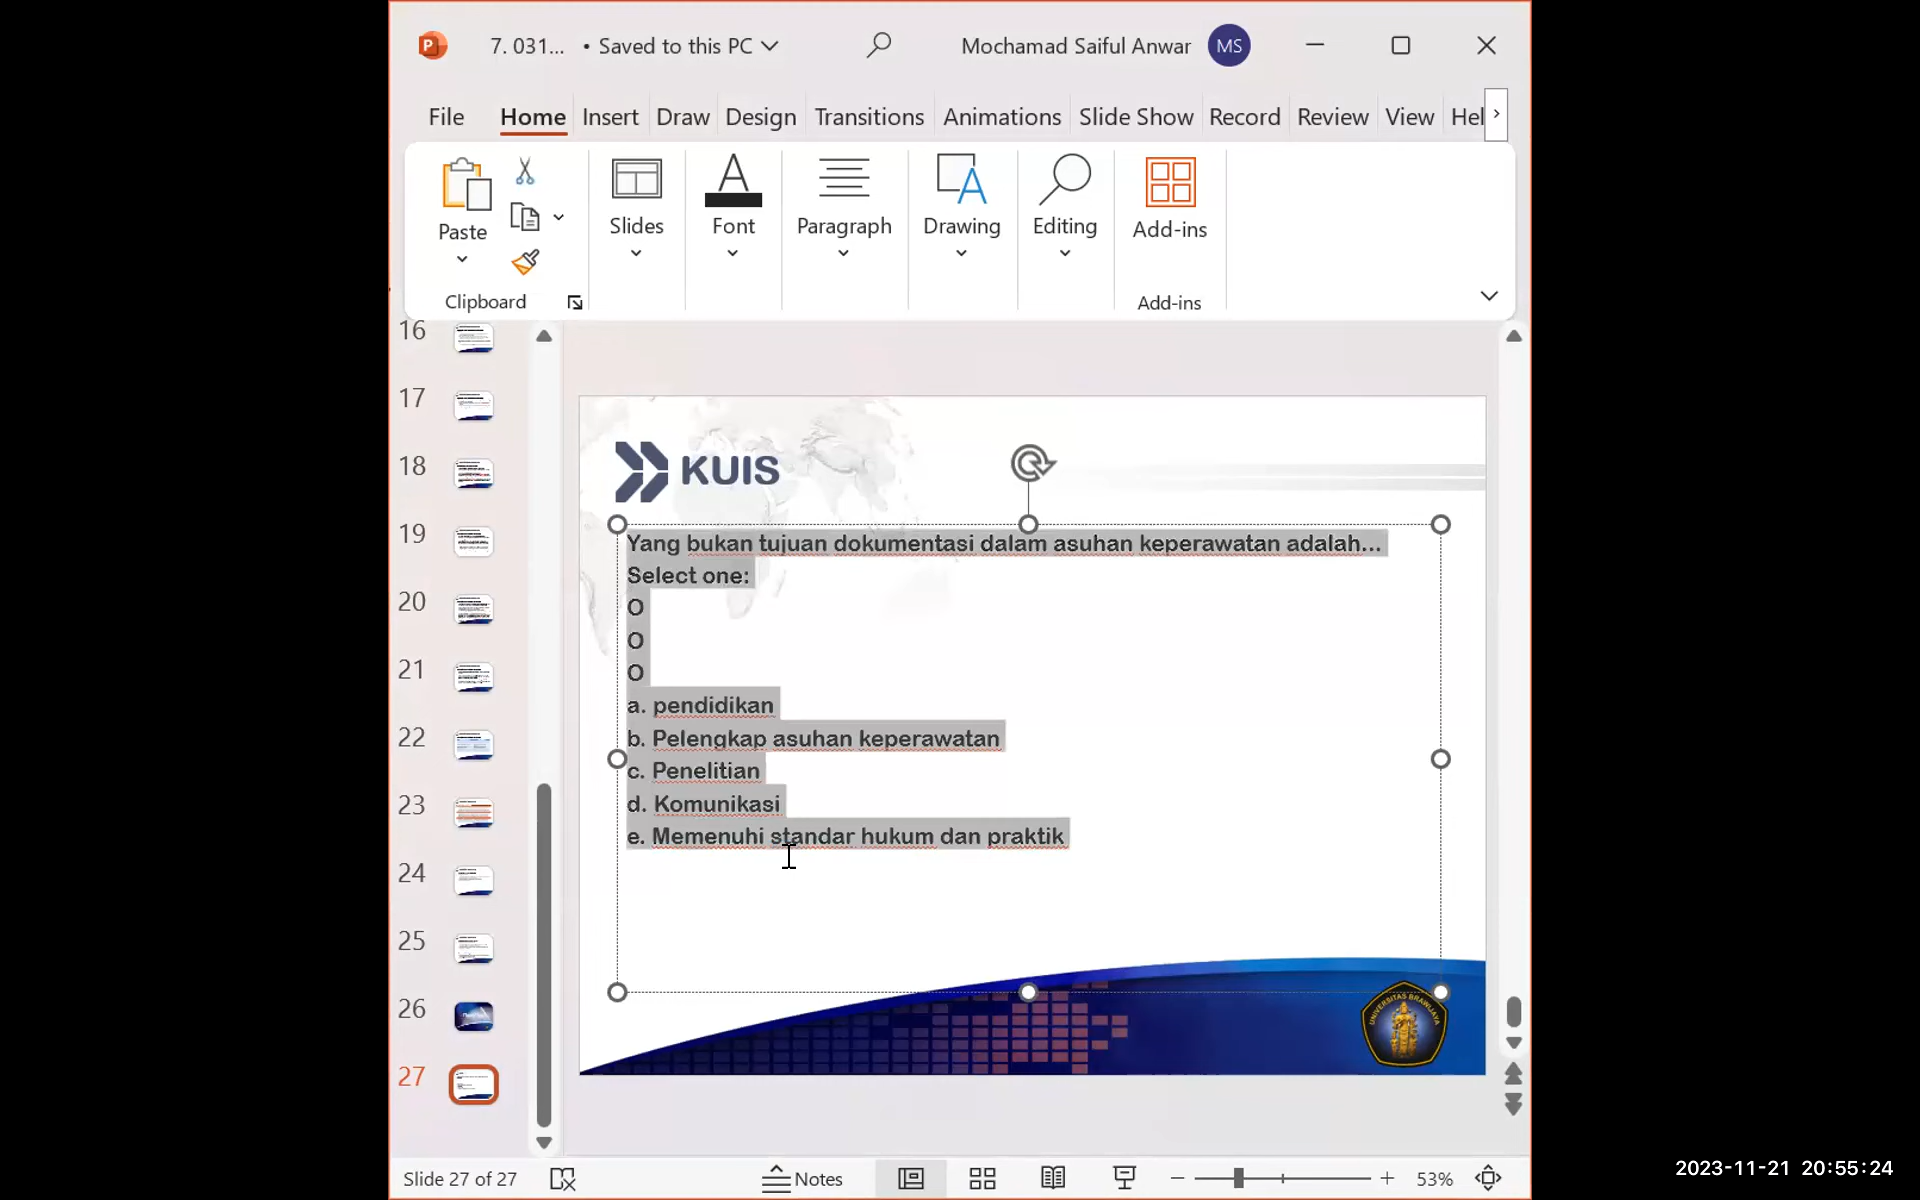 7. 031... • Saved to this PC
Mochamad Saiful Anwar MS
File Home Insert Draw Design Transitions Animations Slide Show Record Review View Hel
Paste
Slides
Font
Paragraph
Drawing
Editing
Add-ins
Clipboard
Add-ins
16
17
18
19
20
21
22
23
24
25
26
27
KUIS
Yang bukan tujuan dokumentasi dalam asuhan keperawatan adalah...
Select one:
O
O
O
a. pendidikan
b. Pelengkap asuhan keperawatan
c. Penelitian
d. Komunikasi
e. Memenuhi standar hukum dan praktik
UNIVERSITAS BRAWIJAYA
Slide 27 of 27
Notes
53%
2023-11-21 20:55:24